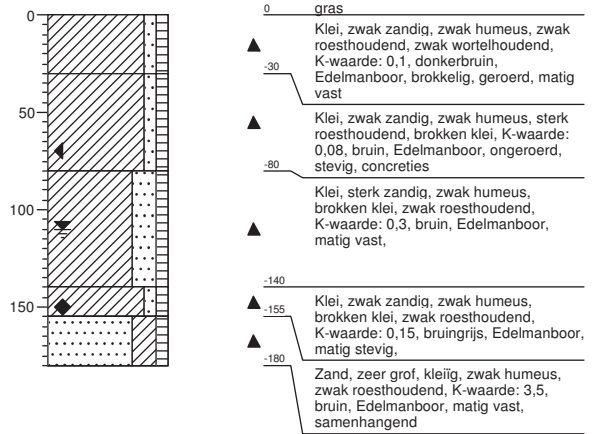 0
50
100
150
0
gras
Klei, zwak zandig, zwak humeus, zwak
roesthoudend, zwak wortelhoudend,
K-waarde: 0,1, donkerbruin,
Edelmanboor, brokkelig, geroerd, matig
vast
-30
Klei, zwak zandig, zwak humeus, sterk
roesthoudend, brokken klei, K-waarde:
0,08, bruin, Edelmanboor, ongeroerd,
stevig, concreties
-80
Klei, sterk zandig, zwak humeus,
brokken klei, zwak roesthoudend,
K-waarde: 0,3, bruin, Edelmanboor,
matig vast,
-140
Klei, zwak zandig, zwak humeus,
brokken klei, zwak roesthoudend,
K-waarde: 0,15, bruingrijs, Edelmanboor,
matig stevig,
-155
-180
Zand, zeer grof, kleiïg, zwak humeus,
zwak roesthoudend, K-waarde: 3,5,
bruin, Edelmanboor, matig vast,
samenhangend